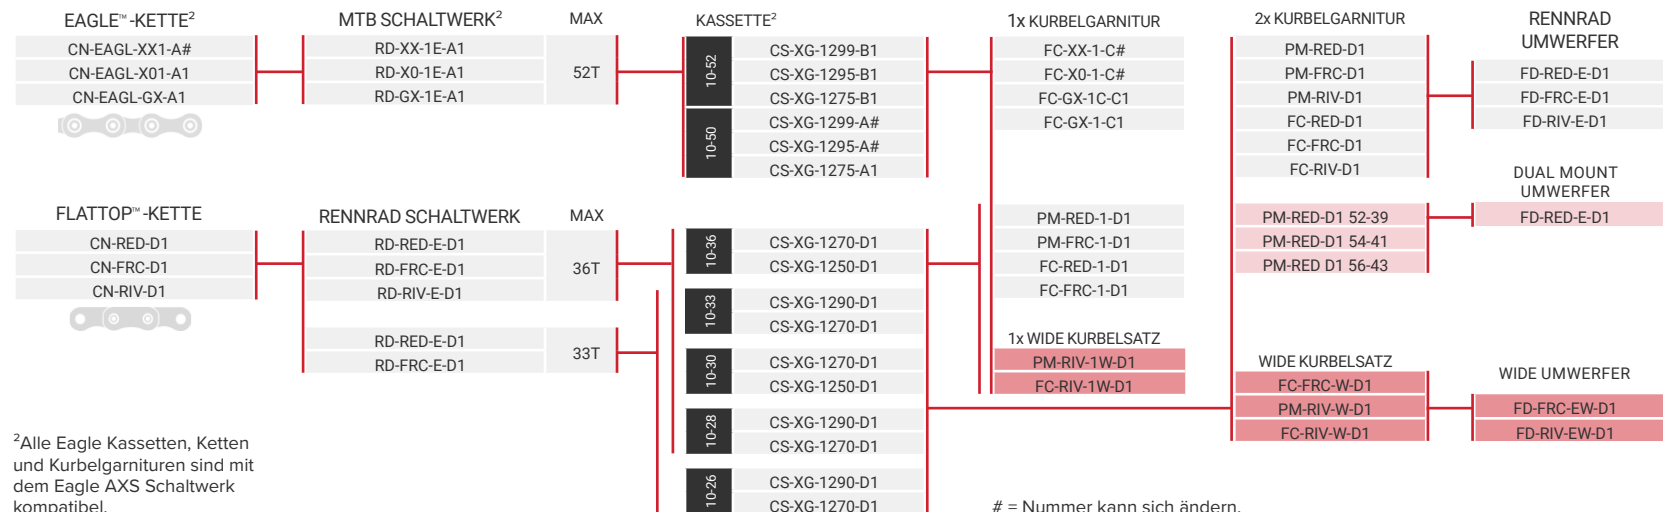 EAGLE™-KETTE²
CN-EAGL-XX1-A#
CN-EAGL-X01-A1
CN-EAGL-GX-A1
MTB SCHALTWERK²
RD-XX-1E-A1
RD-X0-1E-A1
RD-GX-1E-A1
MAX
52T
KASSETTE²
10-52
CS-XG-1299-B1
CS-XG-1295-B1
CS-XG-1275-B1
10-50
CS-XG-1299-A#
CS-XG-1295-A#
CS-XG-1275-A1
1x KURBELGARNITUR
FC-XX-1-C#
FC-X0-1-C#
FC-GX-1C-C1
FC-GX-1-C1
2x KURBELGARNITUR
PM-RED-D1
PM-FRC-D1
PM-RIV-D1
FC-RED-D1
FC-FRC-D1
FC-RIV-D1
RENNRAD
UMWERFER
FD-RED-E-D1
FD-FRC-E-D1
FD-RIV-E-D1
FLATTOP™-KETTE
CN-RED-D1
CN-FRC-D1
CN-RIV-D1
RENNRAD SCHALTWERK
RD-RED-E-D1
RD-FRC-E-D1
RD-RIV-E-D1
MAX
36T
RD-RED-E-D1
RD-FRC-E-D1
33T
10-36
CS-XG-1270-D1
CS-XG-1250-D1
10-33
CS-XG-1290-D1
CS-XG-1270-D1
10-30
CS-XG-1270-D1
CS-XG-1250-D1
10-28
CS-XG-1290-D1
CS-XG-1270-D1
10-26
CS-XG-1290-D1
CS-XG-1270-D1
PM-RED-1-D1
PM-FRC-1-D1
FC-RED-1-D1
FC-FRC-1-D1
1x WIDE KURBELSATZ
PM-RIV-1W-D1
FC-RIV-1W-D1
PM-RED-D1 52-39
PM-RED-D1 54-41
PM-RED D1 56-43
DUAL MOUNT
UMWERFER
FD-RED-E-D1
WIDE KURBELSATZ
FC-FRC-W-D1
PM-RIV-W-D1
FC-RIV-W-D1
WIDE UMWERFER
FD-FRC-EW-D1
FD-RIV-EW-D1
²Alle Eagle Kassetten, Ketten
und Kurbelgarnituren sind mit
dem Eagle AXS Schaltwerk
kompatibel.
# = Nummer kann sich ändern.